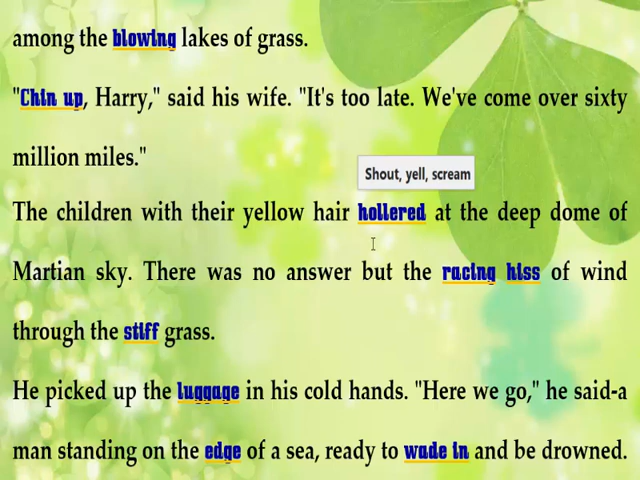 among the blowing lakes of grass.
"Chin up, Harry," said his wife. "It's too late. We've come over sixty
million miles."
Shout, yell, scream
The children with their yellow hair hollered at the deep dome of
Martian sky. There was no answer but the racing hiss of wind
through the stiff grass.
He picked up the luggage in his cold hands. "Here we go," he said-a
man standing on the edge of a sea, ready to wade in and be drowned.